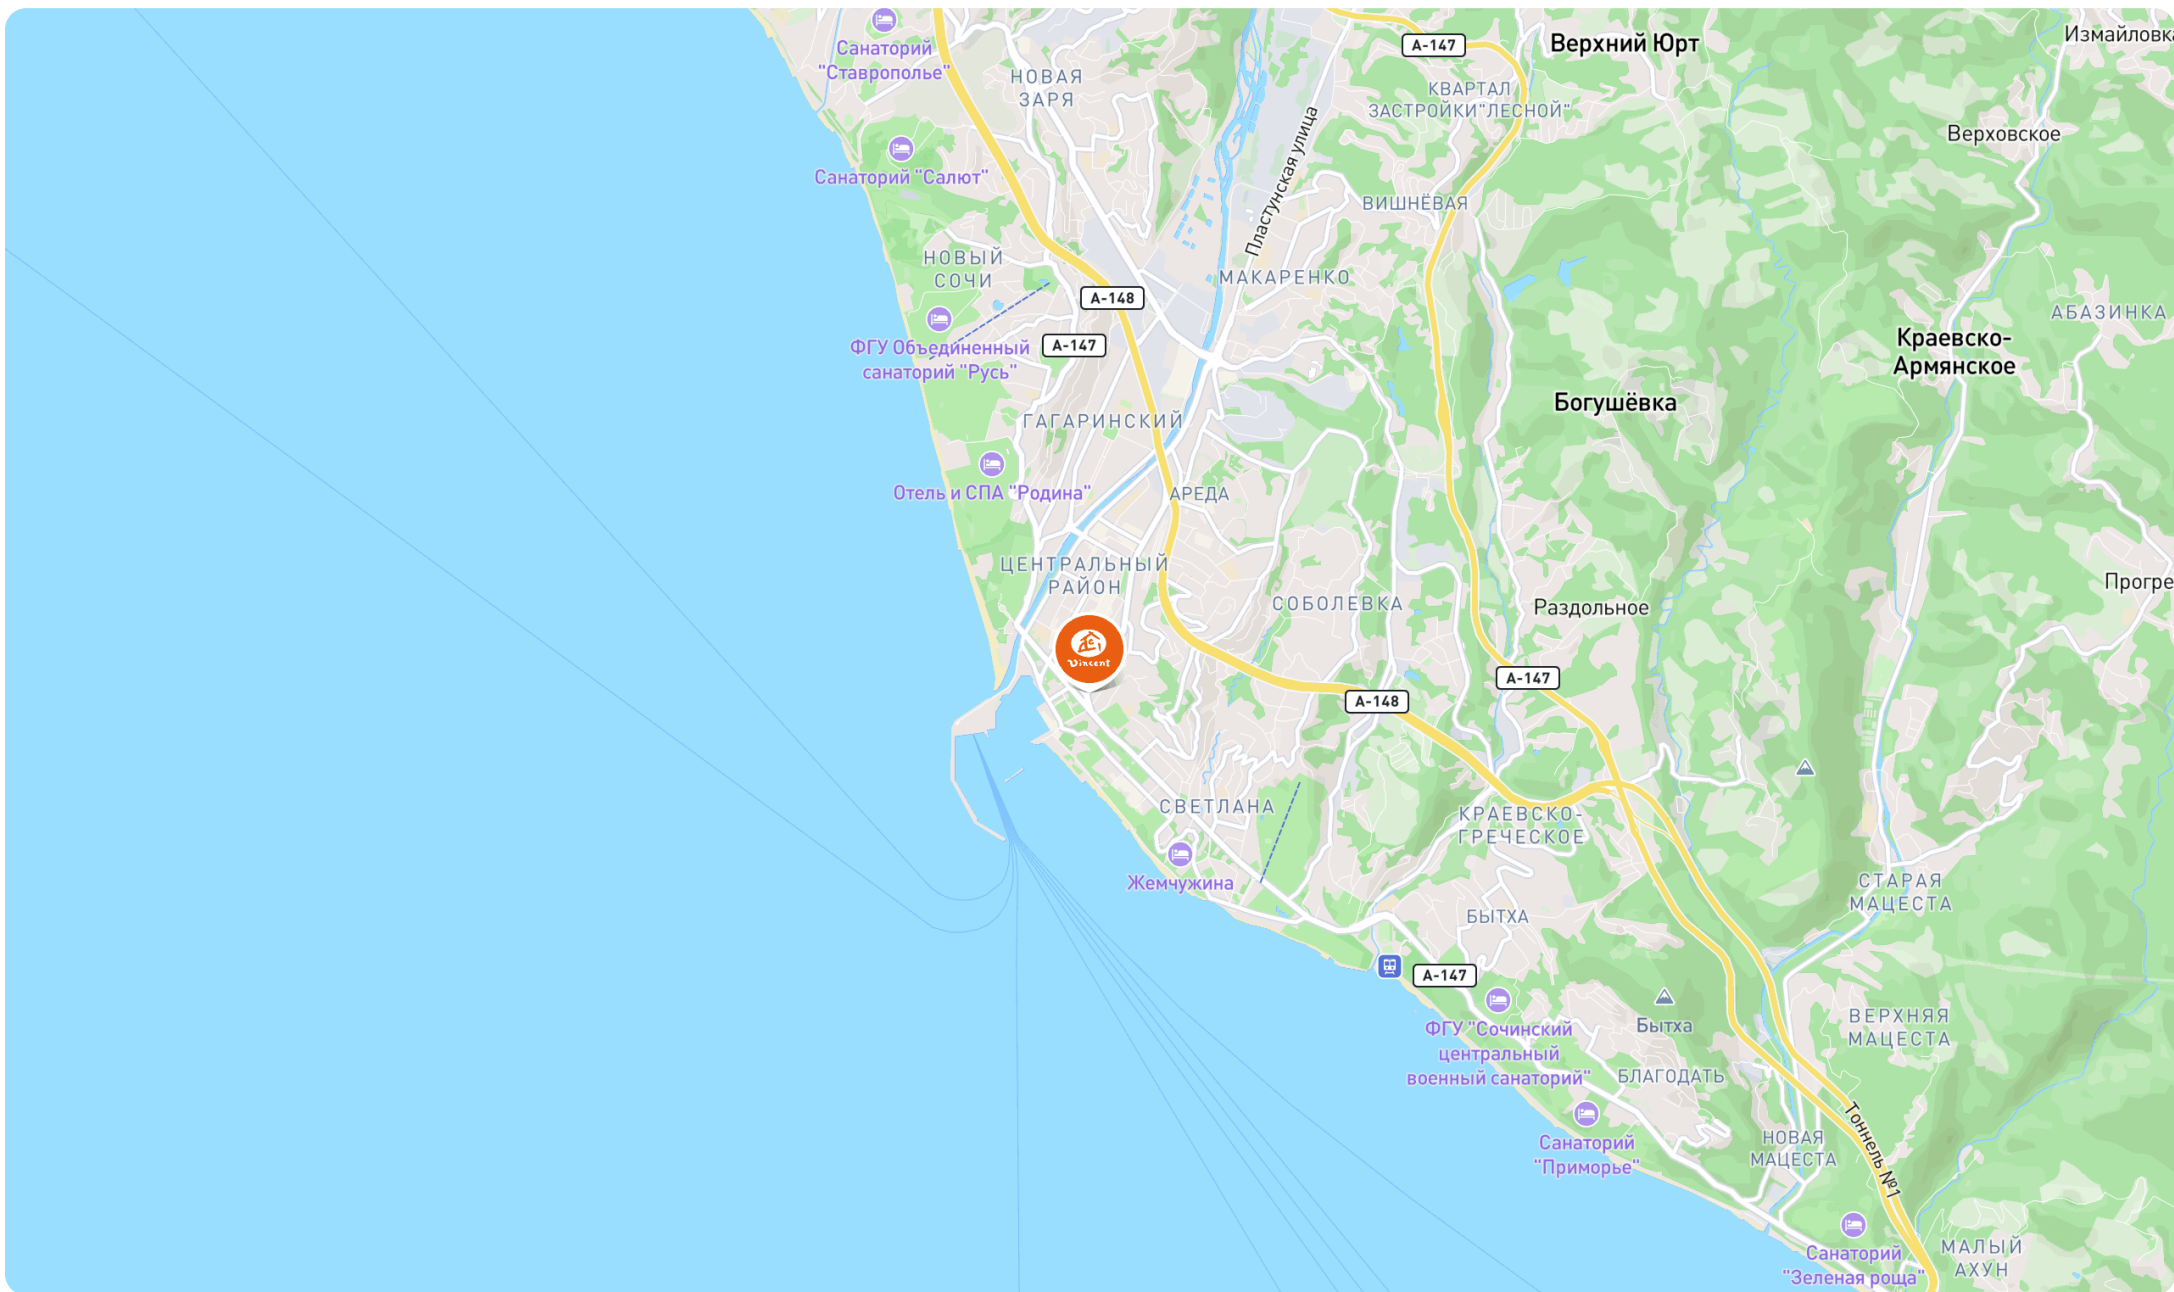 Санаторий
"Ставрополье"
НОВАЯ
ЗАРЯ
А-147
Верхний Юрт
Измайловка
КВАРТАЛ
ЗАСТРОЙКИ"ЛЕСНОЙ"
Верховское
Санаторий "Салют"
Пластунская улица
ВИШНЁВАЯ
НОВЫЙ
СОЧИ
МАКАРЕНКО
А-148
АБАЗИНКА
ФГУ Объединенный
санаторий "Русь"
А-147
Краевско-
Армянское
Богушёвка
ГАГАРИНСКИЙ
Отель и СПА "Родина"
АРЕДА
ЦЕНТРАЛЬНЫЙ
РАЙОН
Прогре
СОБОЛЕВКА
Раздольное
Vincent
А-147
А-148
СВЕТЛАНА
КРАЕВСКО-
ГРЕЧЕСКОЕ
Жемчужина
СТАРАЯ
МАЦЕСТА
БЫТХА
А-147
ФГУ "Сочинский
центральный
военный санаторий"
Бытха
ВЕРХНЯЯ
МАЦЕСТА
БЛАГОДАТЬ
Санаторий
"Приморье"
НОВАЯ
МАЦЕСТА
Тоннель №1
Санаторий
"Зеленая роща"
МАЛЫЙ
АХУН